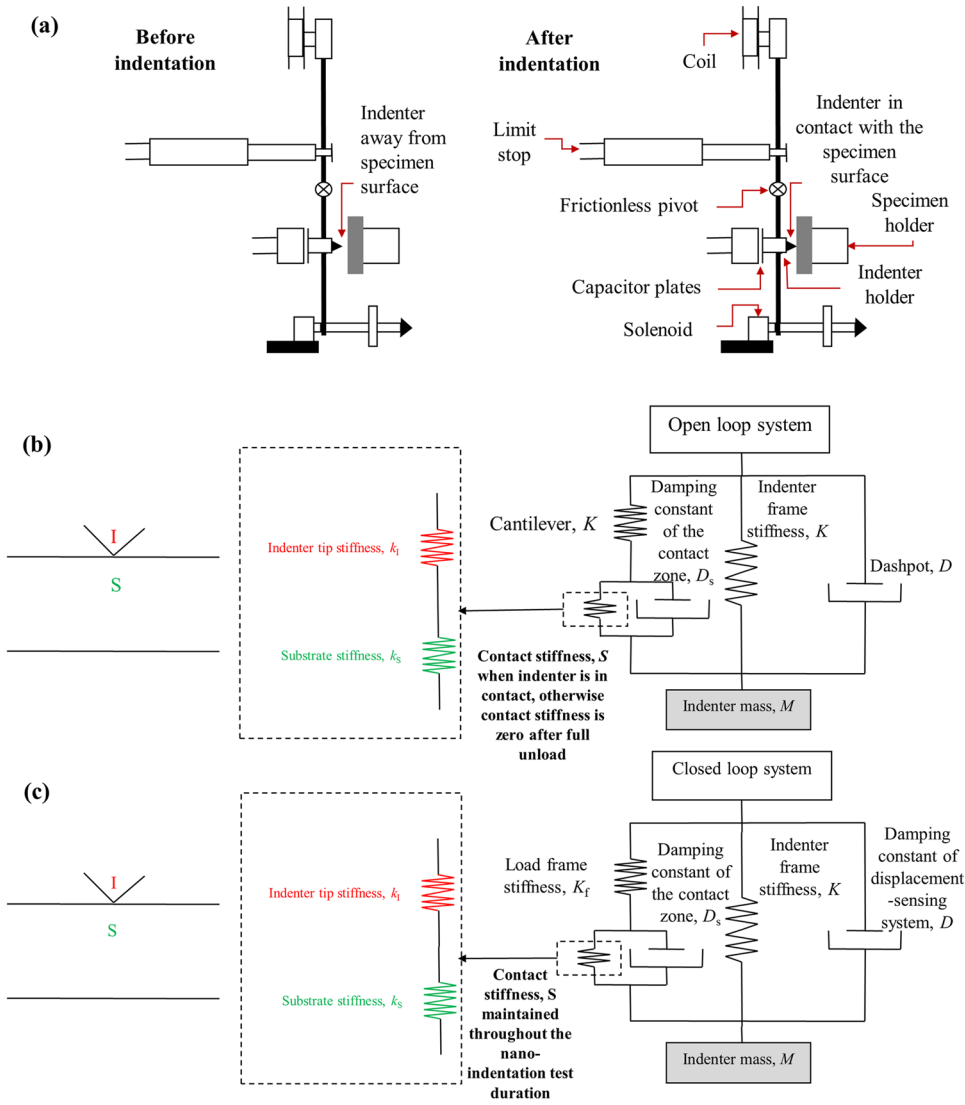 (a)
Before
indentation
Indenter
away from
specimen
surface
After
indentation
Coil
Limit
stop
Indenter in
contact with the
specimen
surface
Frictionless pivot
Specimen
holder
Capacitor plates
Indenter
holder
Solenoid
(b)
I
S
Indenter tip stiffness, kI
Substrate stiffness, kS
Open loop system
Cantilever, K
Damping
constant
of the
contact
zone, Ds
Indenter
frame
stiffness, K
Dashpot, D
Contact stiffness, S
when indenter is in
contact, otherwise
contact stiffness is
zero after full
unload
Indenter mass, M
(c)
I
S
Indenter tip stiffness, kI
Substrate stiffness, kS
Closed loop system
Load frame
stiffness, Kf
Damping
constant of
the contact
zone, Ds
Indenter
frame
stiffness, K
Damping
constant of
displacement
-sensing
system, D
Contact
stiffness, S
maintained
throughout the
nano-
indentation test
duration
Indenter mass, M